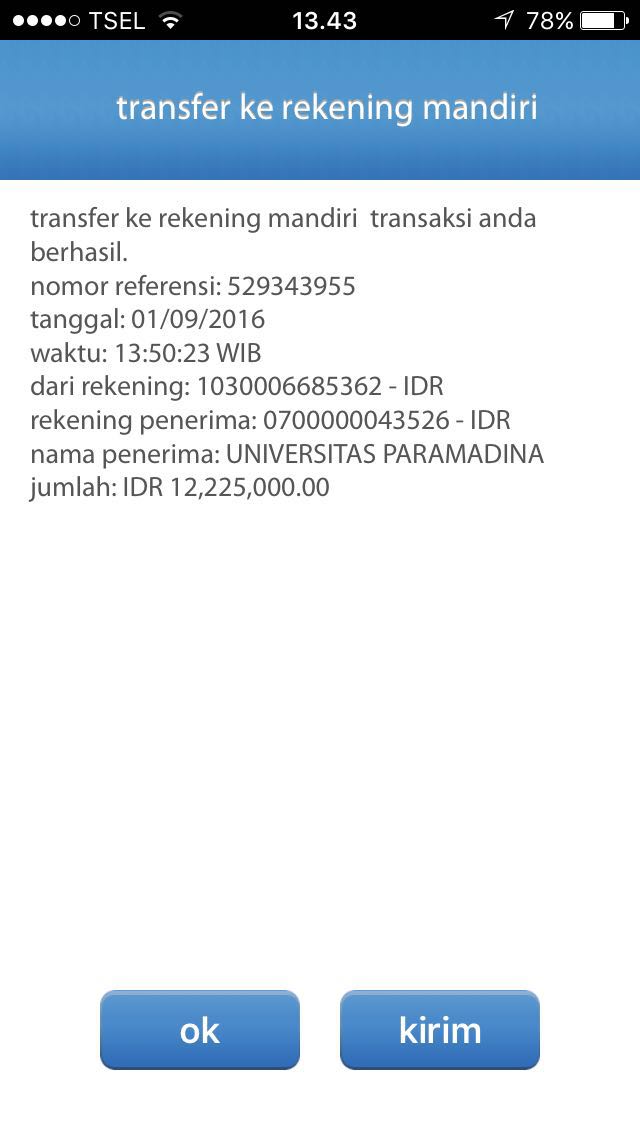 TSEL 13.43 78%
transfer ke rekening mandiri
transfer ke rekening mandiri  transaksi anda
berhasil.
nomor referensi: 529343955
tanggal: 01/09/2016
waktu: 13:50:23 WIB
dari rekening: 1030006685362 - IDR
rekening penerima: 0700000043526 - IDR
nama penerima: UNIVERSITAS PARAMADINA
jumlah: IDR 12,225,000.00
ok kirim